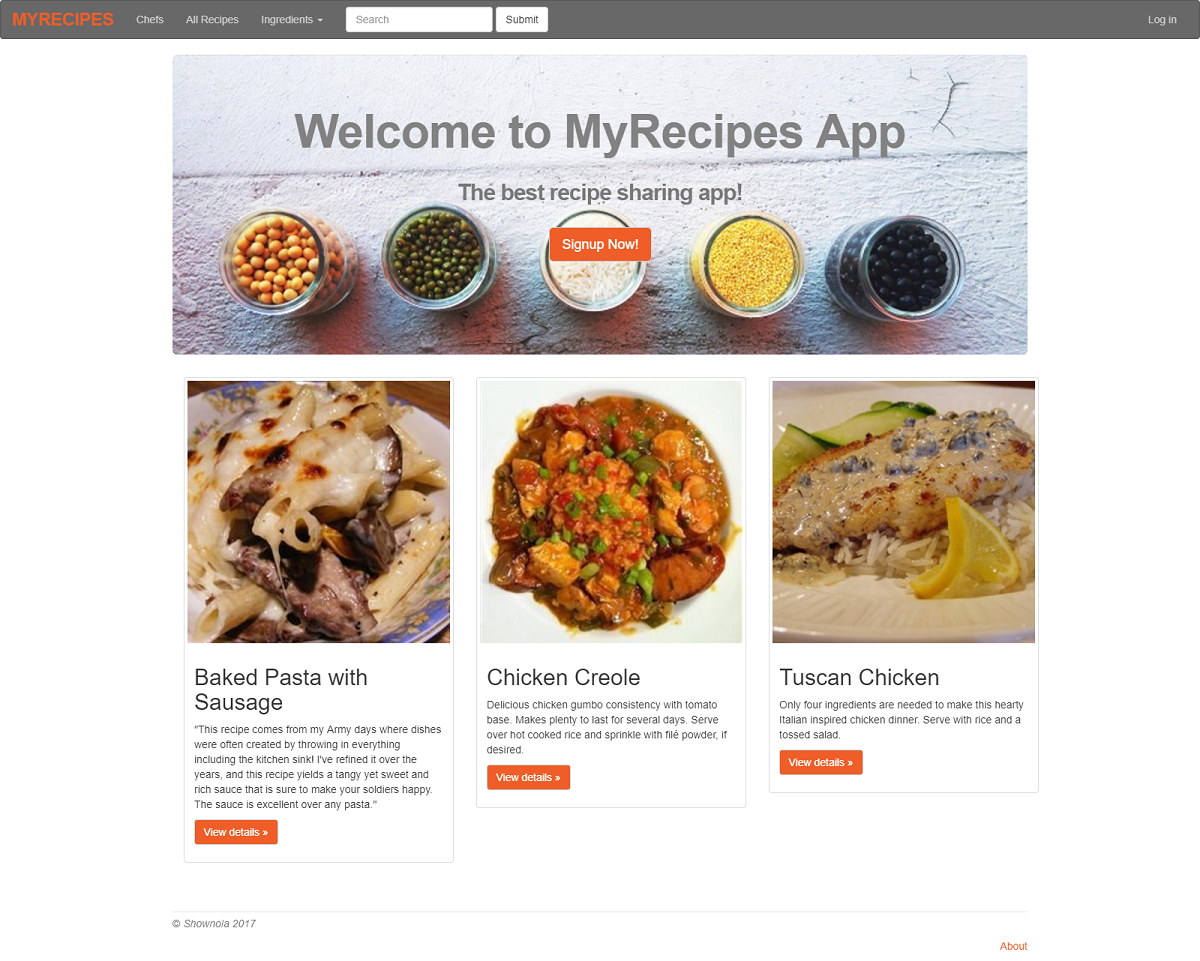 MYRECIPES Chefs All Recipes Ingredients Search Submit Log in
Welcome to MyRecipes App
The best recipe sharing app!
Signup Now!
Baked Pasta with
Sausage
"This recipe comes from my Army days where dishes
were often created by throwing in everything
including the kitchen sink! I've refined it over the
years, and this recipe yields a tangy yet sweet and
rich sauce that is sure to make your soldiers happy.
The sauce is excellent over any pasta."
View details »
Chicken Creole
Delicious chicken gumbo consistency with tomato
base. Makes plenty to last for several days. Serve
over hot cooked rice and sprinkle with filé powder, if
desired.
View details »
Tuscan Chicken
Only four ingredients are needed to make this hearty
Italian inspired chicken dinner. Serve with rice and a
tossed salad.
View details »
© Shownola 2017
About